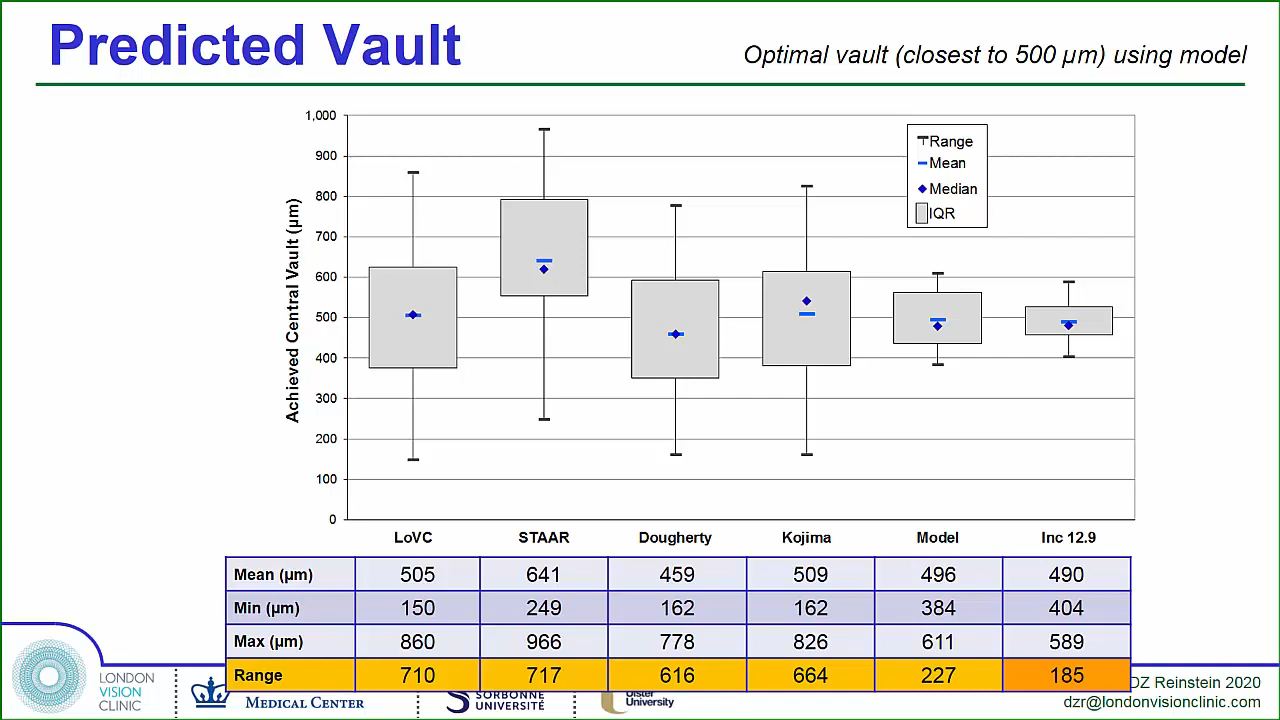 Predicted Vault
Optimal vault (closest to 500 µm) using model
Achieved Central Vault (µm)
1,000
900
800
700
600
500
400
300
200
100
0
Range
Mean
Median
IQR
LoVC STAAR Dougherty Kojima Model Inc 12.9
Mean (µm) 505 641 459 509 496 490
Min (µm) 150 249 162 162 384 404
Max (µm) 860 966 778 826 611 589
Range 710 717 616 664 227 185
LONDON
VISION
CLINIC
MEDICAL CENTER
SORBONNE
UNIVERSITÉ
Ulster
University
DZ Reinstein 2020
dzr@londonvisionclinic.com